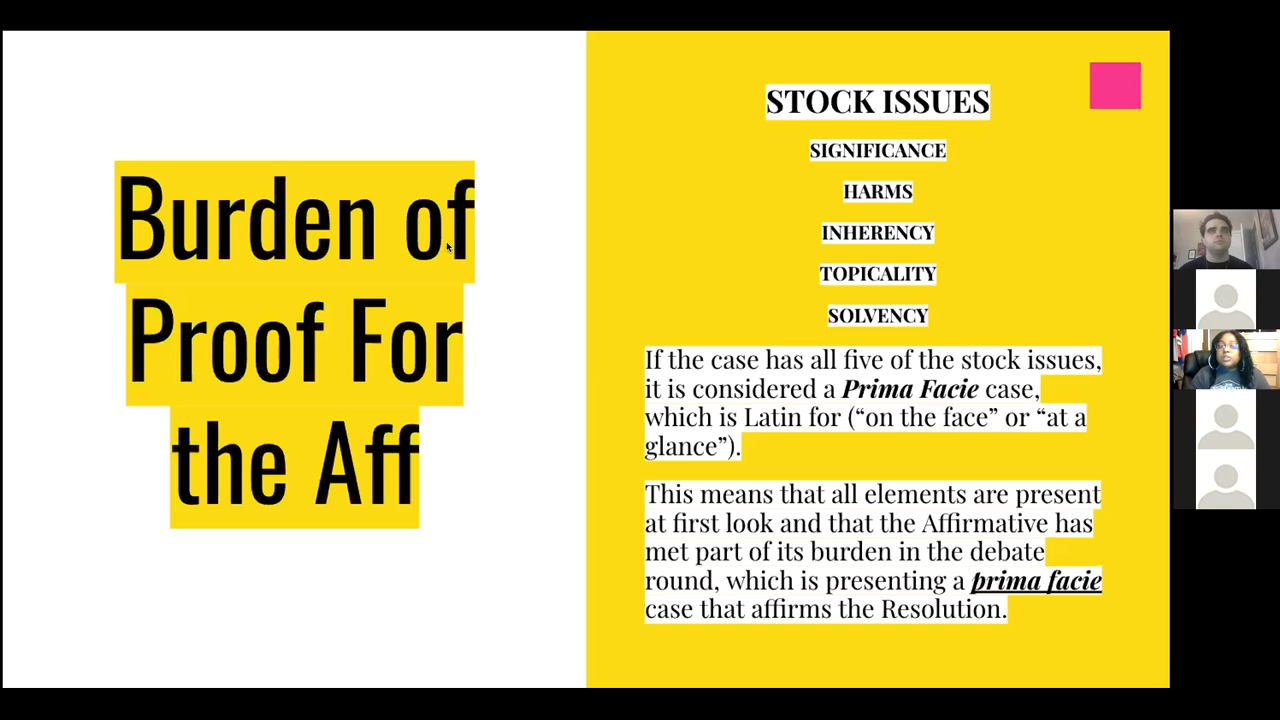 Burden of
Proof For
the Aff
STOCK ISSUES
SIGNIFICANCE
HARMS
INHERENCY
TOPICALITY
SOLVENCY
If the case has all five of the stock issues,
it is considered a Prima Facie case,
which is Latin for (“on the face” or “at a
glance”).
This means that all elements are present
at first look and that the Affirmative has
met part of its burden in the debate
round, which is presenting a prima facie
case that affirms the Resolution.